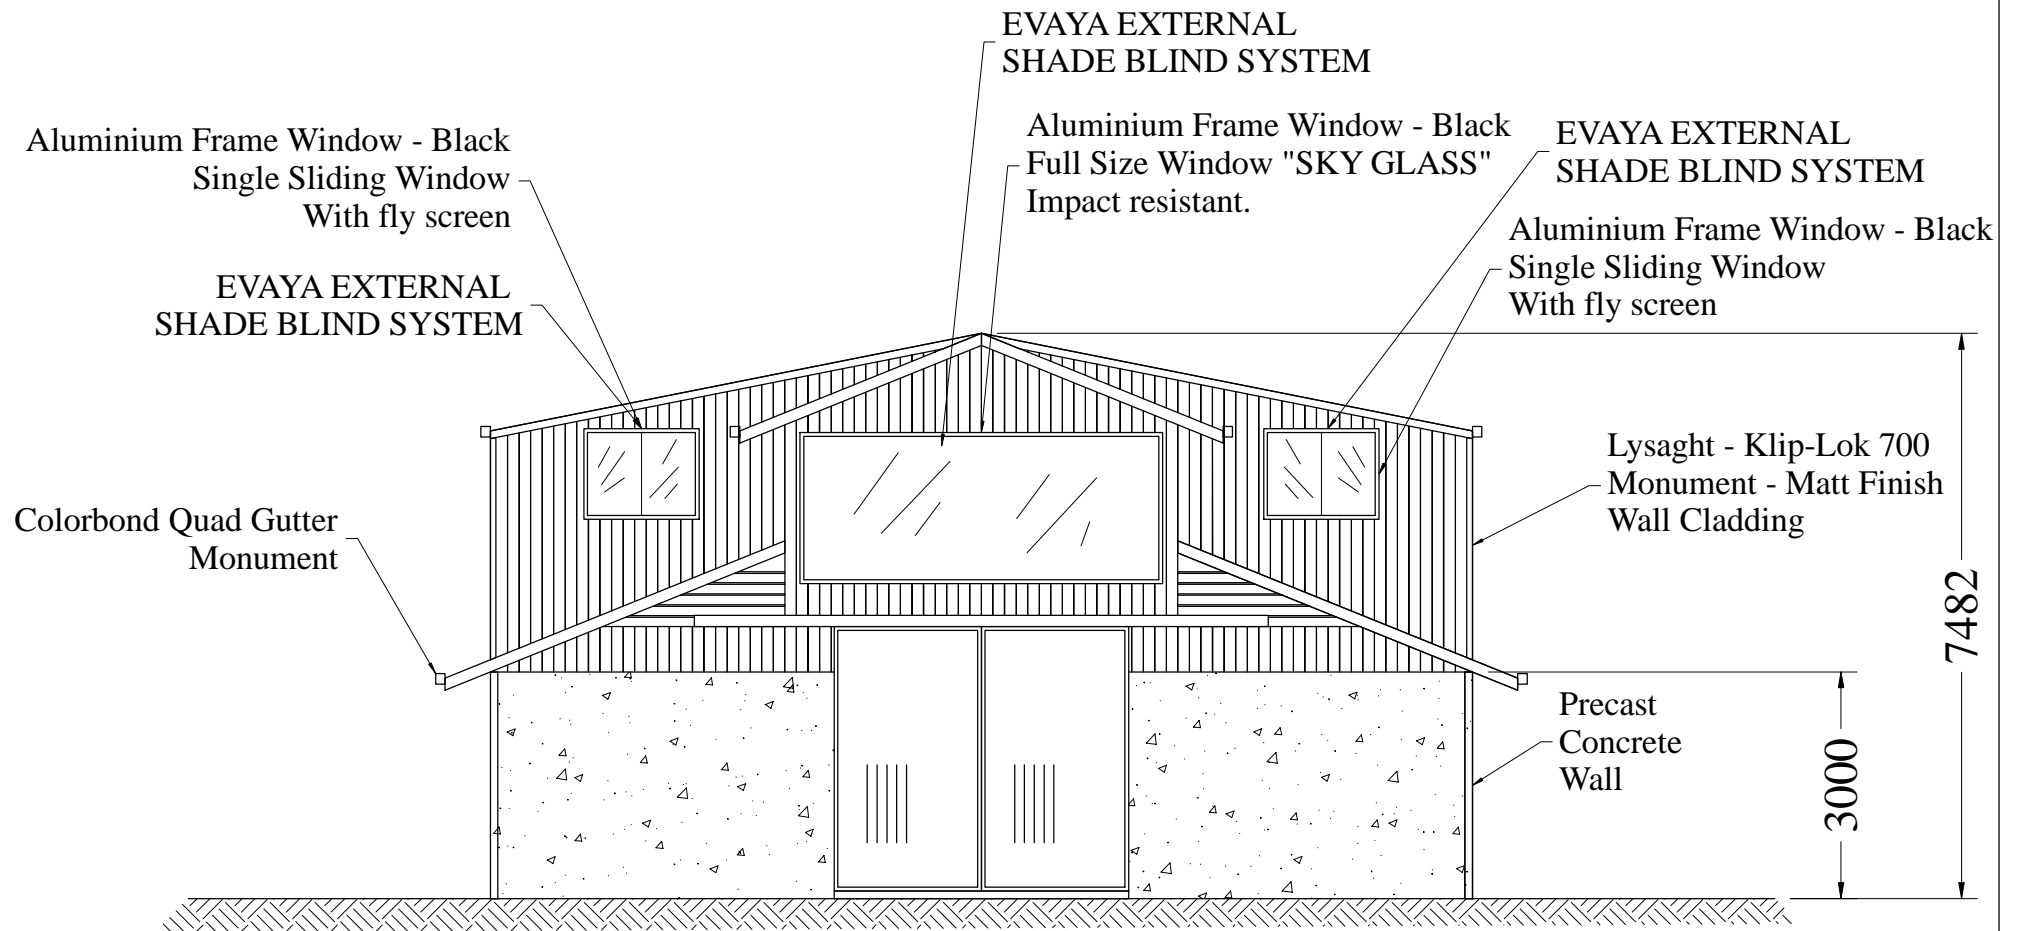 EVAYA EXTERNAL
SHADE BLIND SYSTEM
Aluminium Frame Window - Black
Single Sliding Window
With fly screen
Aluminium Frame Window - Black
Full Size Window "SKY GLASS"
Impact resistant.
EVAYA EXTERNAL
SHADE BLIND SYSTEM
Aluminium Frame Window - Black
Single Sliding Window
With fly screen
EVAYA EXTERNAL
SHADE BLIND SYSTEM
Lysaght - Klip-Lok 700
Monument - Matt Finish
Wall Cladding
Colorbond Quad Gutter
Monument
7482
Precast
Concrete
Wall
3000